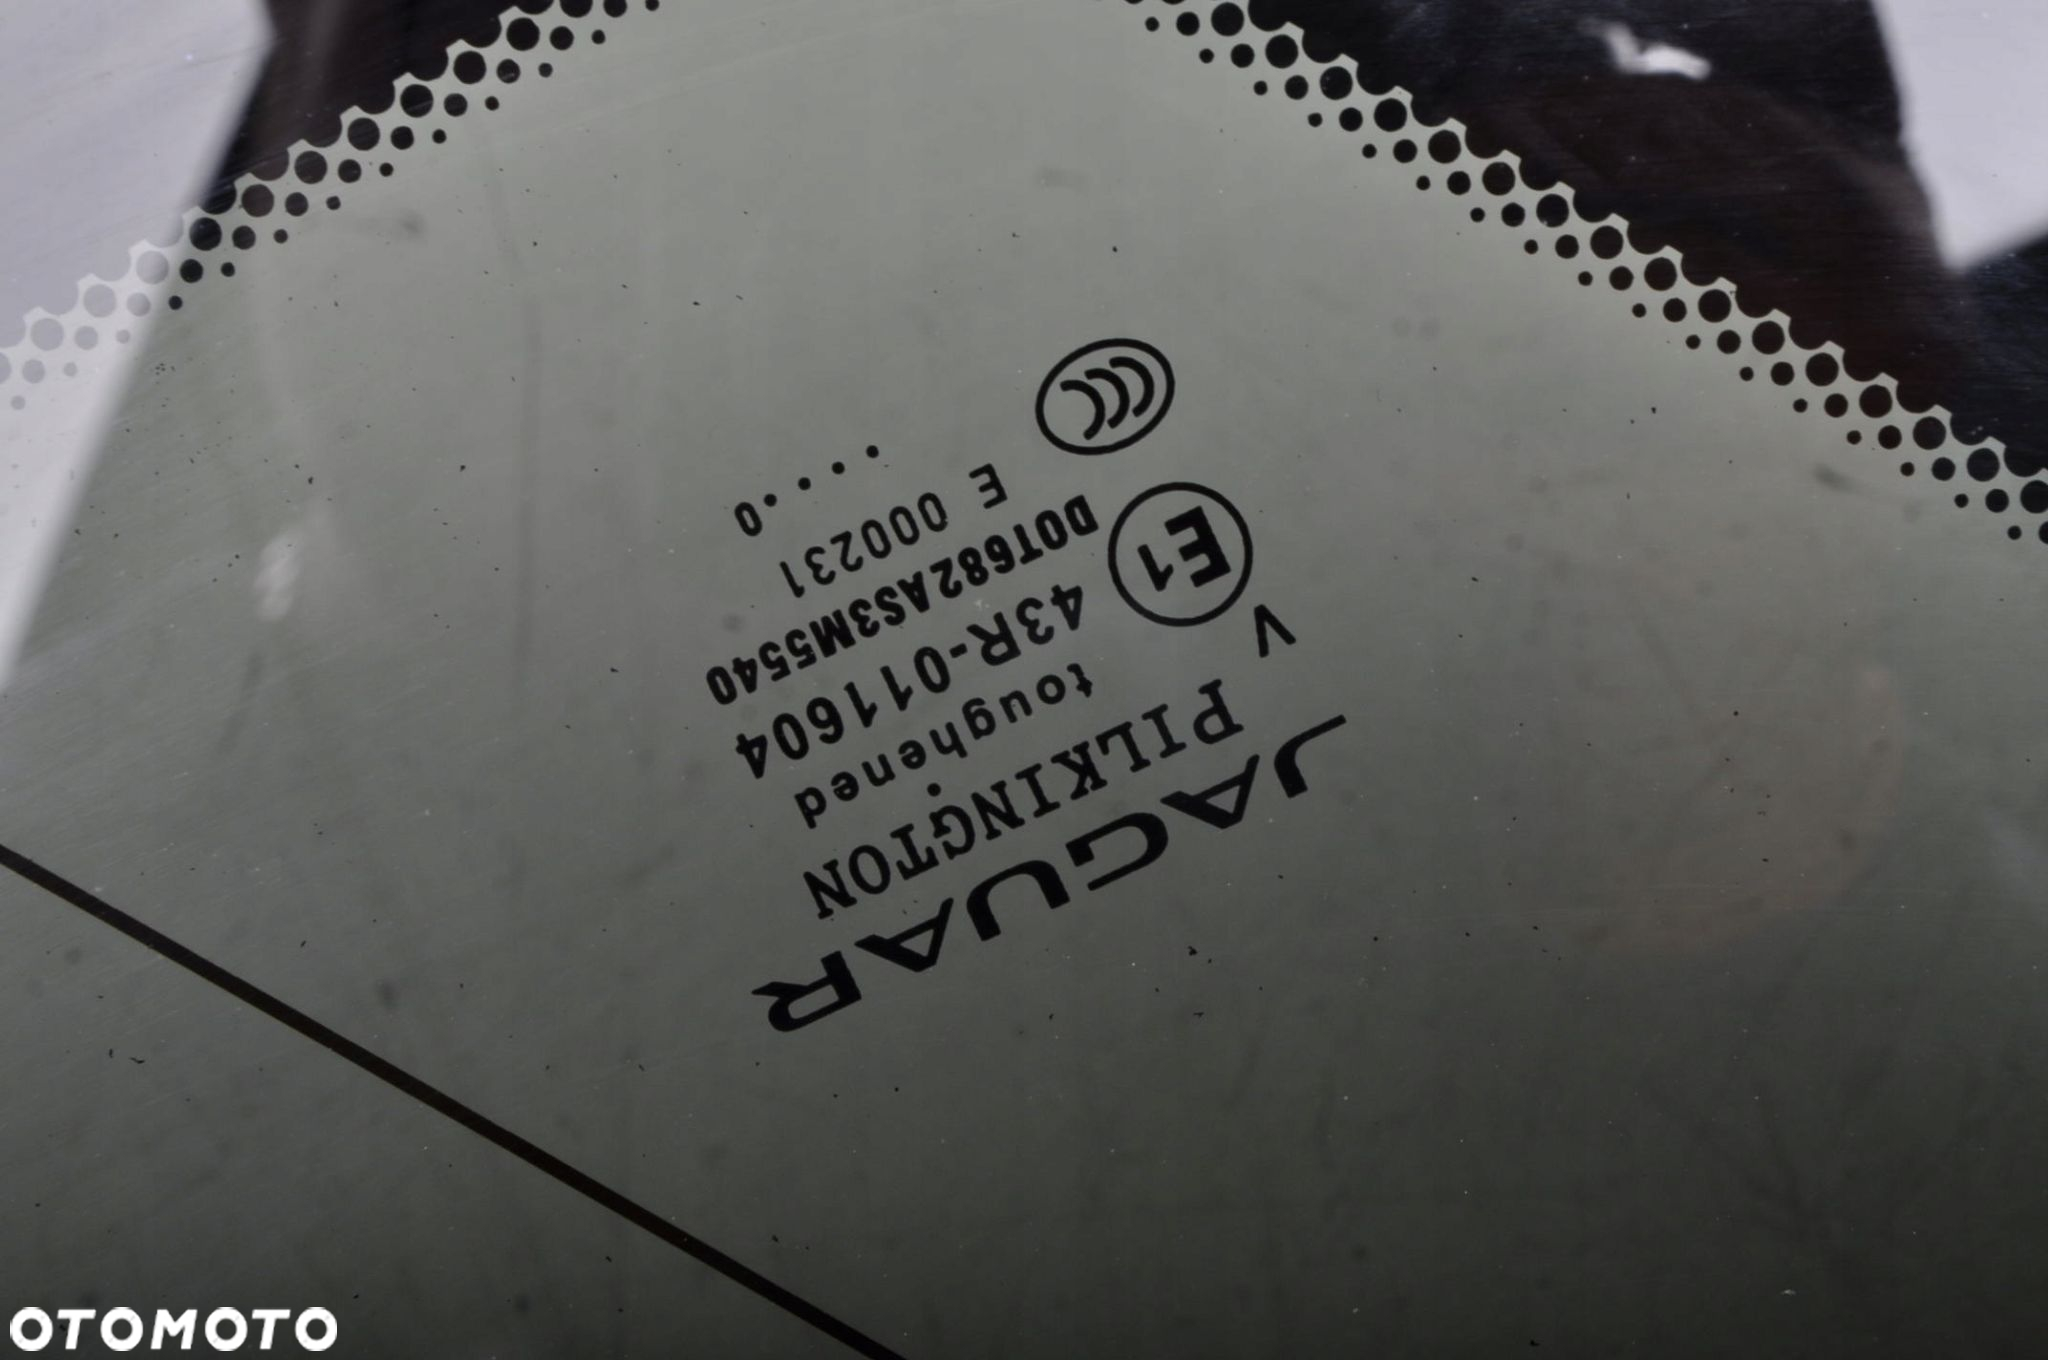 JAGUAR
PILKINGTON
V
toughened
E1
43R-011604
DOT682AS3M5540
CCC
E 000231
....0
OTOMOTO